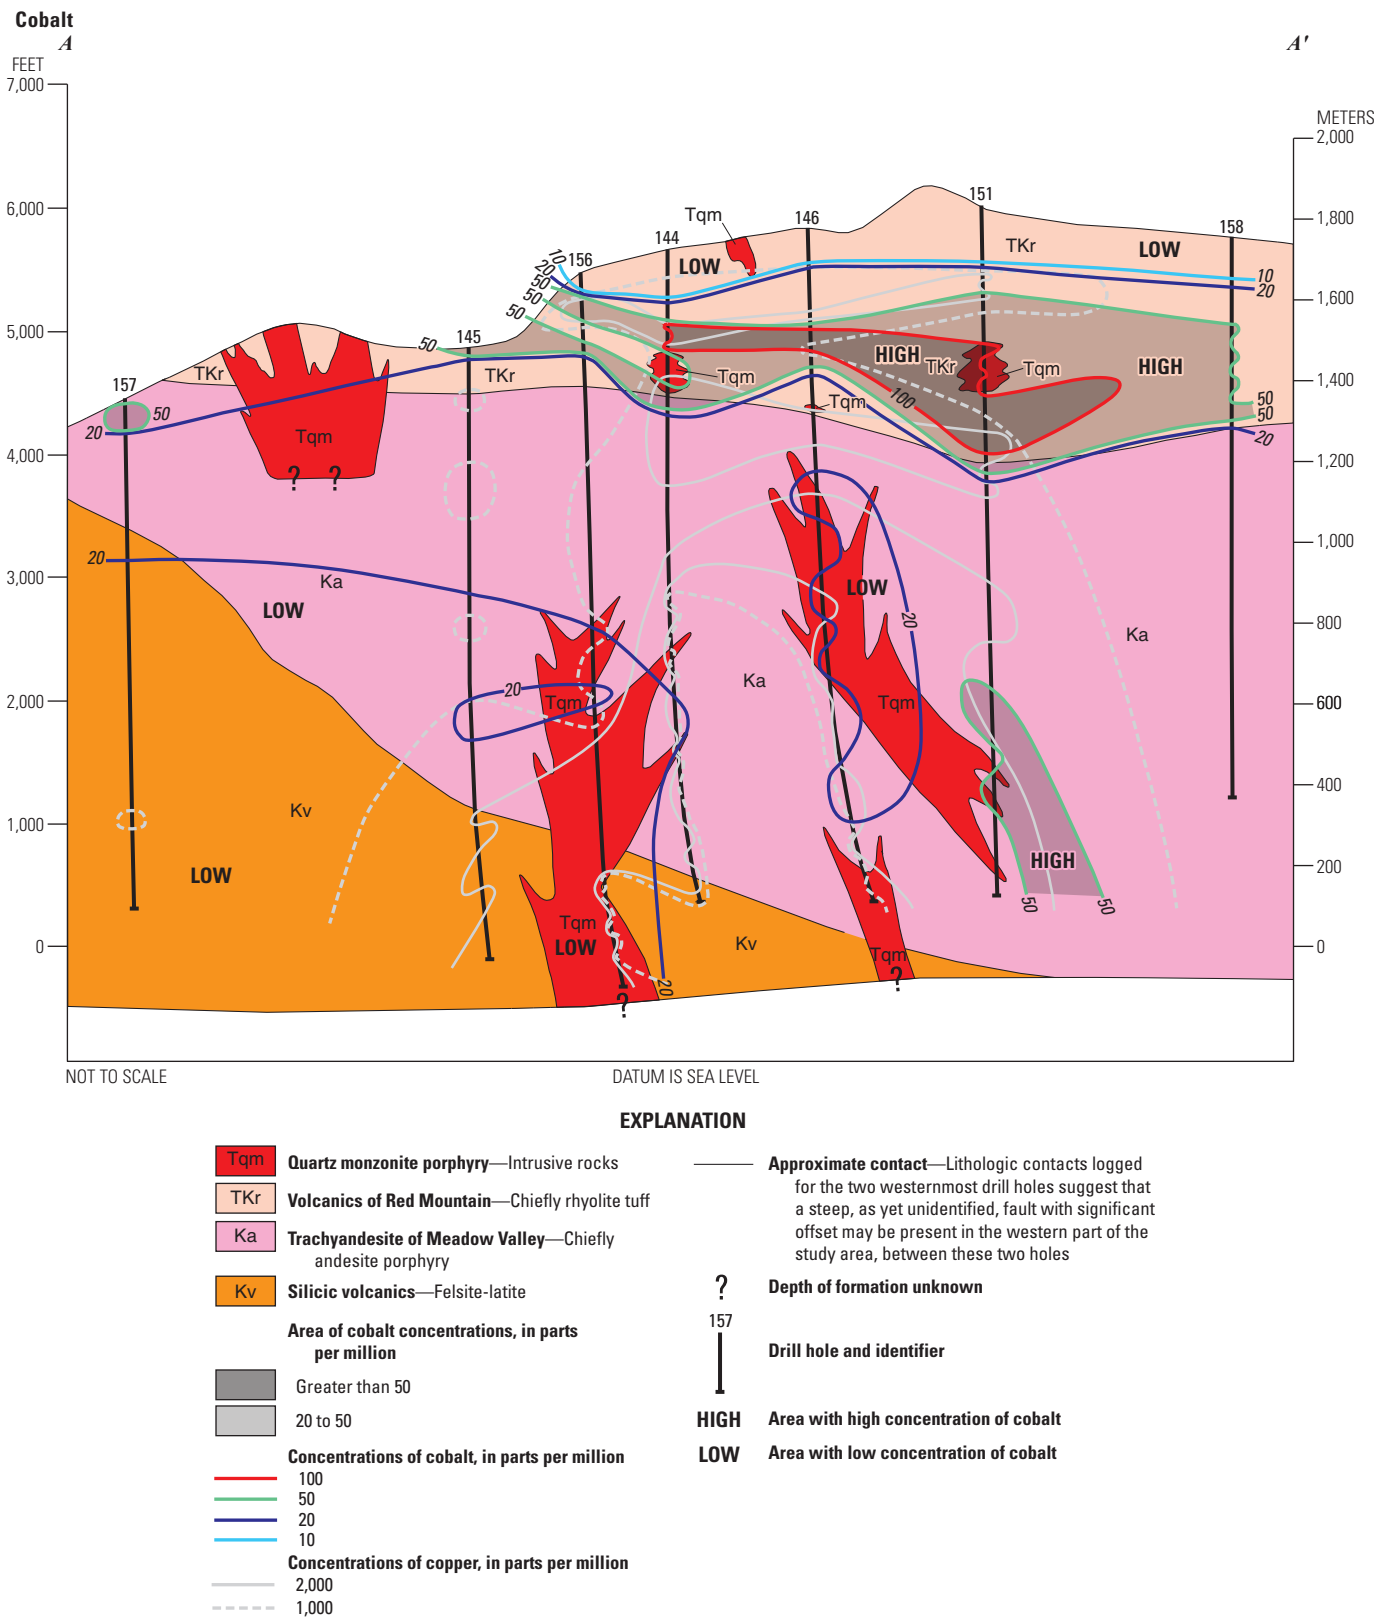 Cobalt
A
A'
FEET
7,000
6,000
5,000
4,000
3,000
2,000
1,000
0
METERS
2,000
1,800
1,600
1,400
1,200
1,000
800
600
400
200
0
157
145
156
144
146
151
158
Tqm
LOW
TKr
LOW
10
20
50
50
50
10
20
50
TKr
Tqm
TKr
Tqm
HIGH
TKr
Tqm
HIGH
100
Tqm
50
50
20
50
20
Tqm
20
Ka
LOW
LOW
20
Ka
Ka
20
Tqm
Tqm
Kv
LOW
HIGH
50
50
Tqm
LOW
Kv
Tqm
20
?
?
?
?
NOT TO SCALE
DATUM IS SEA LEVEL
EXPLANATION
Tqm
Quartz monzonite porphyry—Intrusive rocks
TKr
Volcanics of Red Mountain—Chiefly rhyolite tuff
Ka
Trachyandesite of Meadow Valley—Chiefly
andesite porphyry
Kv
Silicic volcanics—Felsite-latite
Area of cobalt concentrations, in parts
per million
Greater than 50
20 to 50
Concentrations of cobalt, in parts per million
100
50
20
10
Concentrations of copper, in parts per million
2,000
1,000
Approximate contact—Lithologic contacts logged
for the two westernmost drill holes suggest that
a steep, as yet unidentified, fault with significant
offset may be present in the western part of the
study area, between these two holes
?
Depth of formation unknown
157
Drill hole and identifier
HIGH
Area with high concentration of cobalt
LOW
Area with low concentration of cobalt